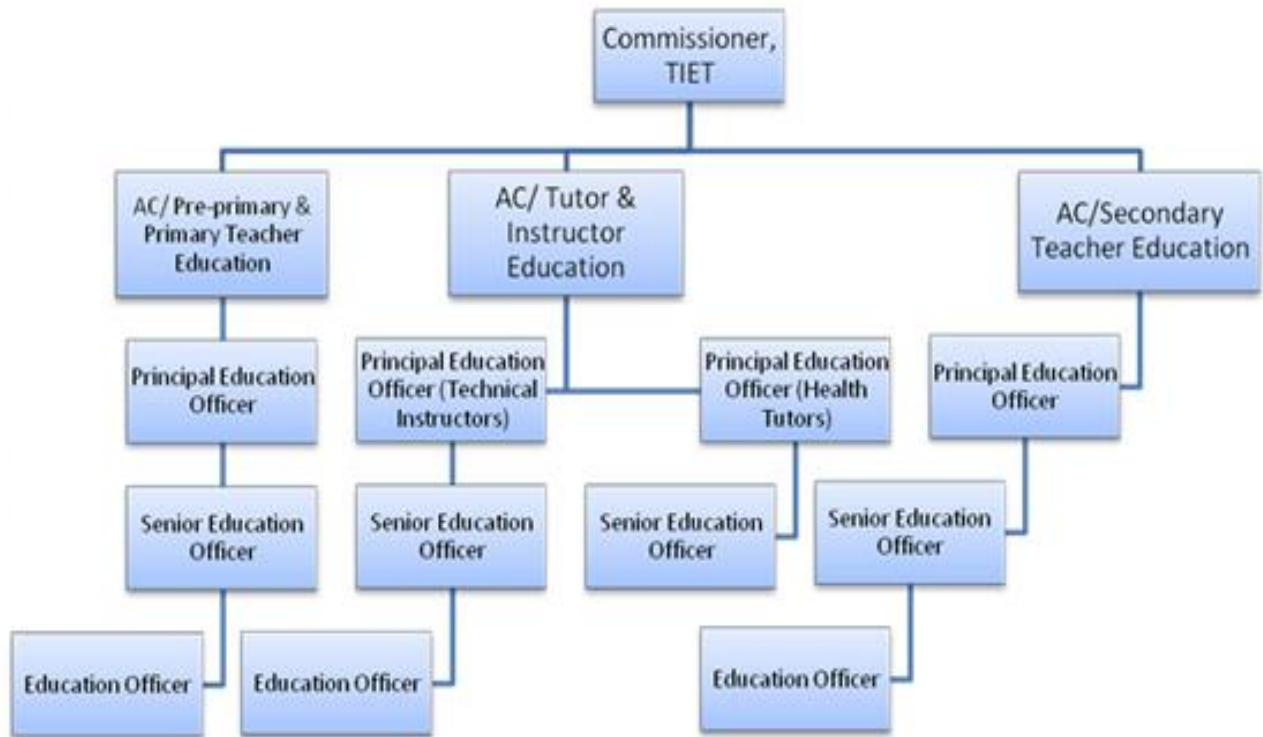 Commissioner,
TIET
AC/ Pre-primary &
Primary Teacher
Education
AC/ Tutor &
Instructor
Education
AC/Secondary
Teacher Education
Principal Education
Officer
Principal Education
Officer (Technical
Instructors)
Principal Education
Officer (Health
Tutors)
Principal Education
Officer
Senior Education
Officer
Senior Education
Officer
Senior Education
Officer
Senior Education
Officer
Education Officer
Education Officer
Education Officer